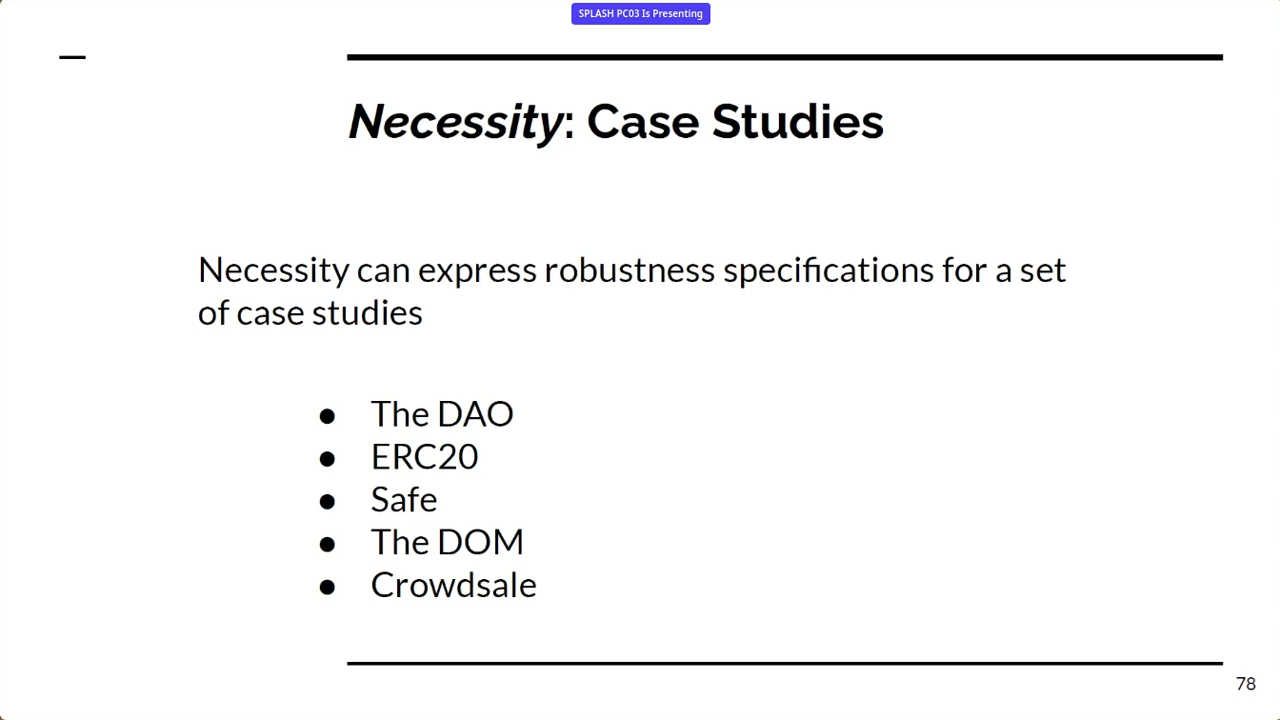 SPLASH PC03 Is Presenting
Necessity: Case Studies
Necessity can express robustness specifications for a set
of case studies
● The DAO
● ERC20
● Safe
● The DOM
● Crowdsale
78